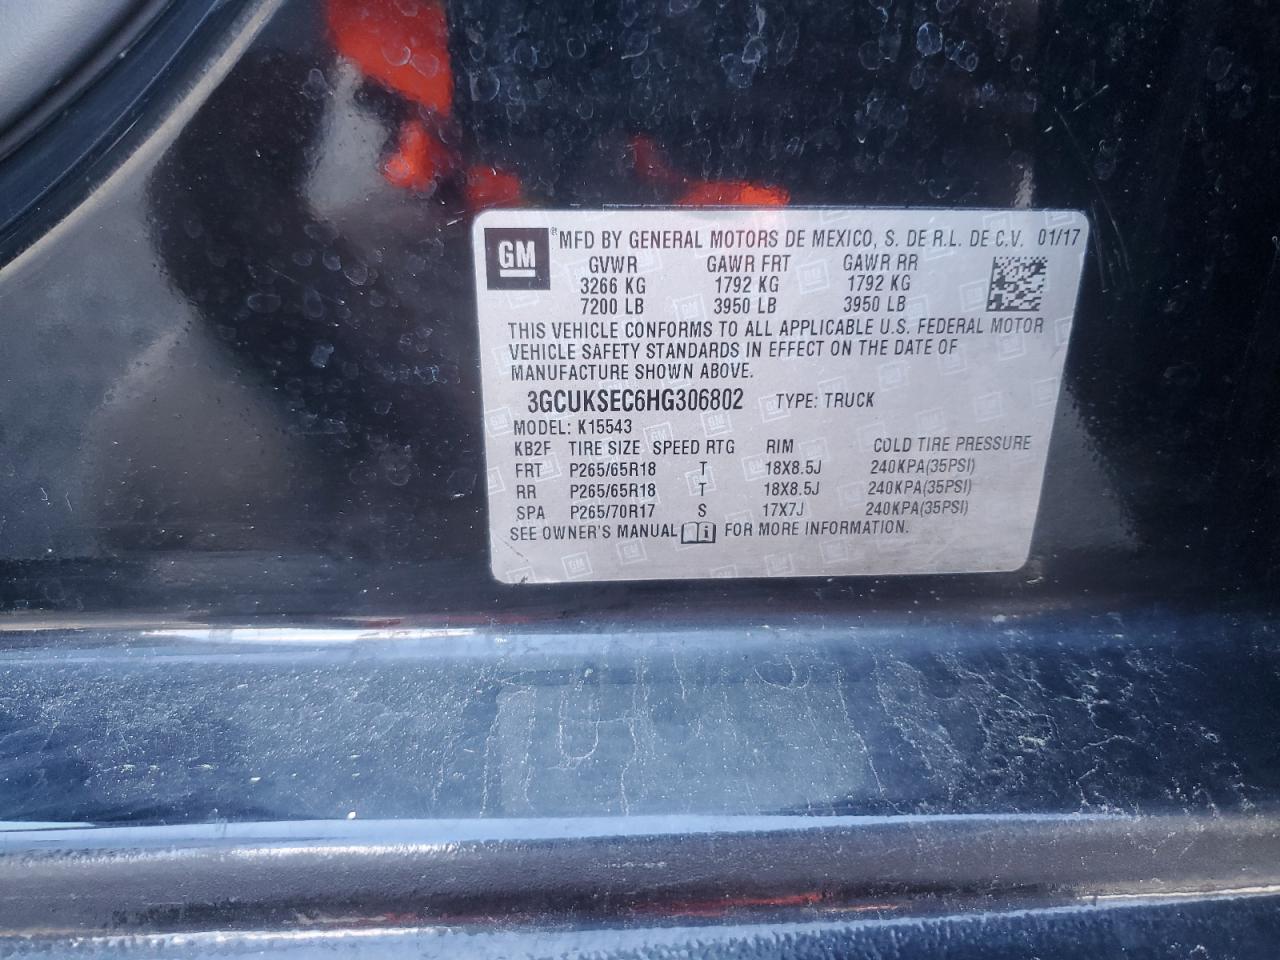 GM ® MFD BY GENERAL MOTORS DE MEXICO, S. DE R.L. DE C.V. 01/17
GVWR GAWR FRT GAWR RR
3266 KG 1792 KG 1792 KG
7200 LB 3950 LB 3950 LB
THIS VEHICLE CONFORMS TO ALL APPLICABLE U.S. FEDERAL MOTOR
VEHICLE SAFETY STANDARDS IN EFFECT ON THE DATE OF
MANUFACTURE SHOWN ABOVE.
3GCUKSEC6HG306802 TYPE: TRUCK
MODEL: K15543
KB2F TIRE SIZE SPEED RTG RIM COLD TIRE PRESSURE
FRT P265/65R18 T 18X8.5J 240KPA(35PSI)
RR P265/65R18 T 18X8.5J 240KPA(35PSI)
SPA P265/70R17 S 17X7J 240KPA(35PSI)
SEE OWNER'S MANUAL i FOR MORE INFORMATION.